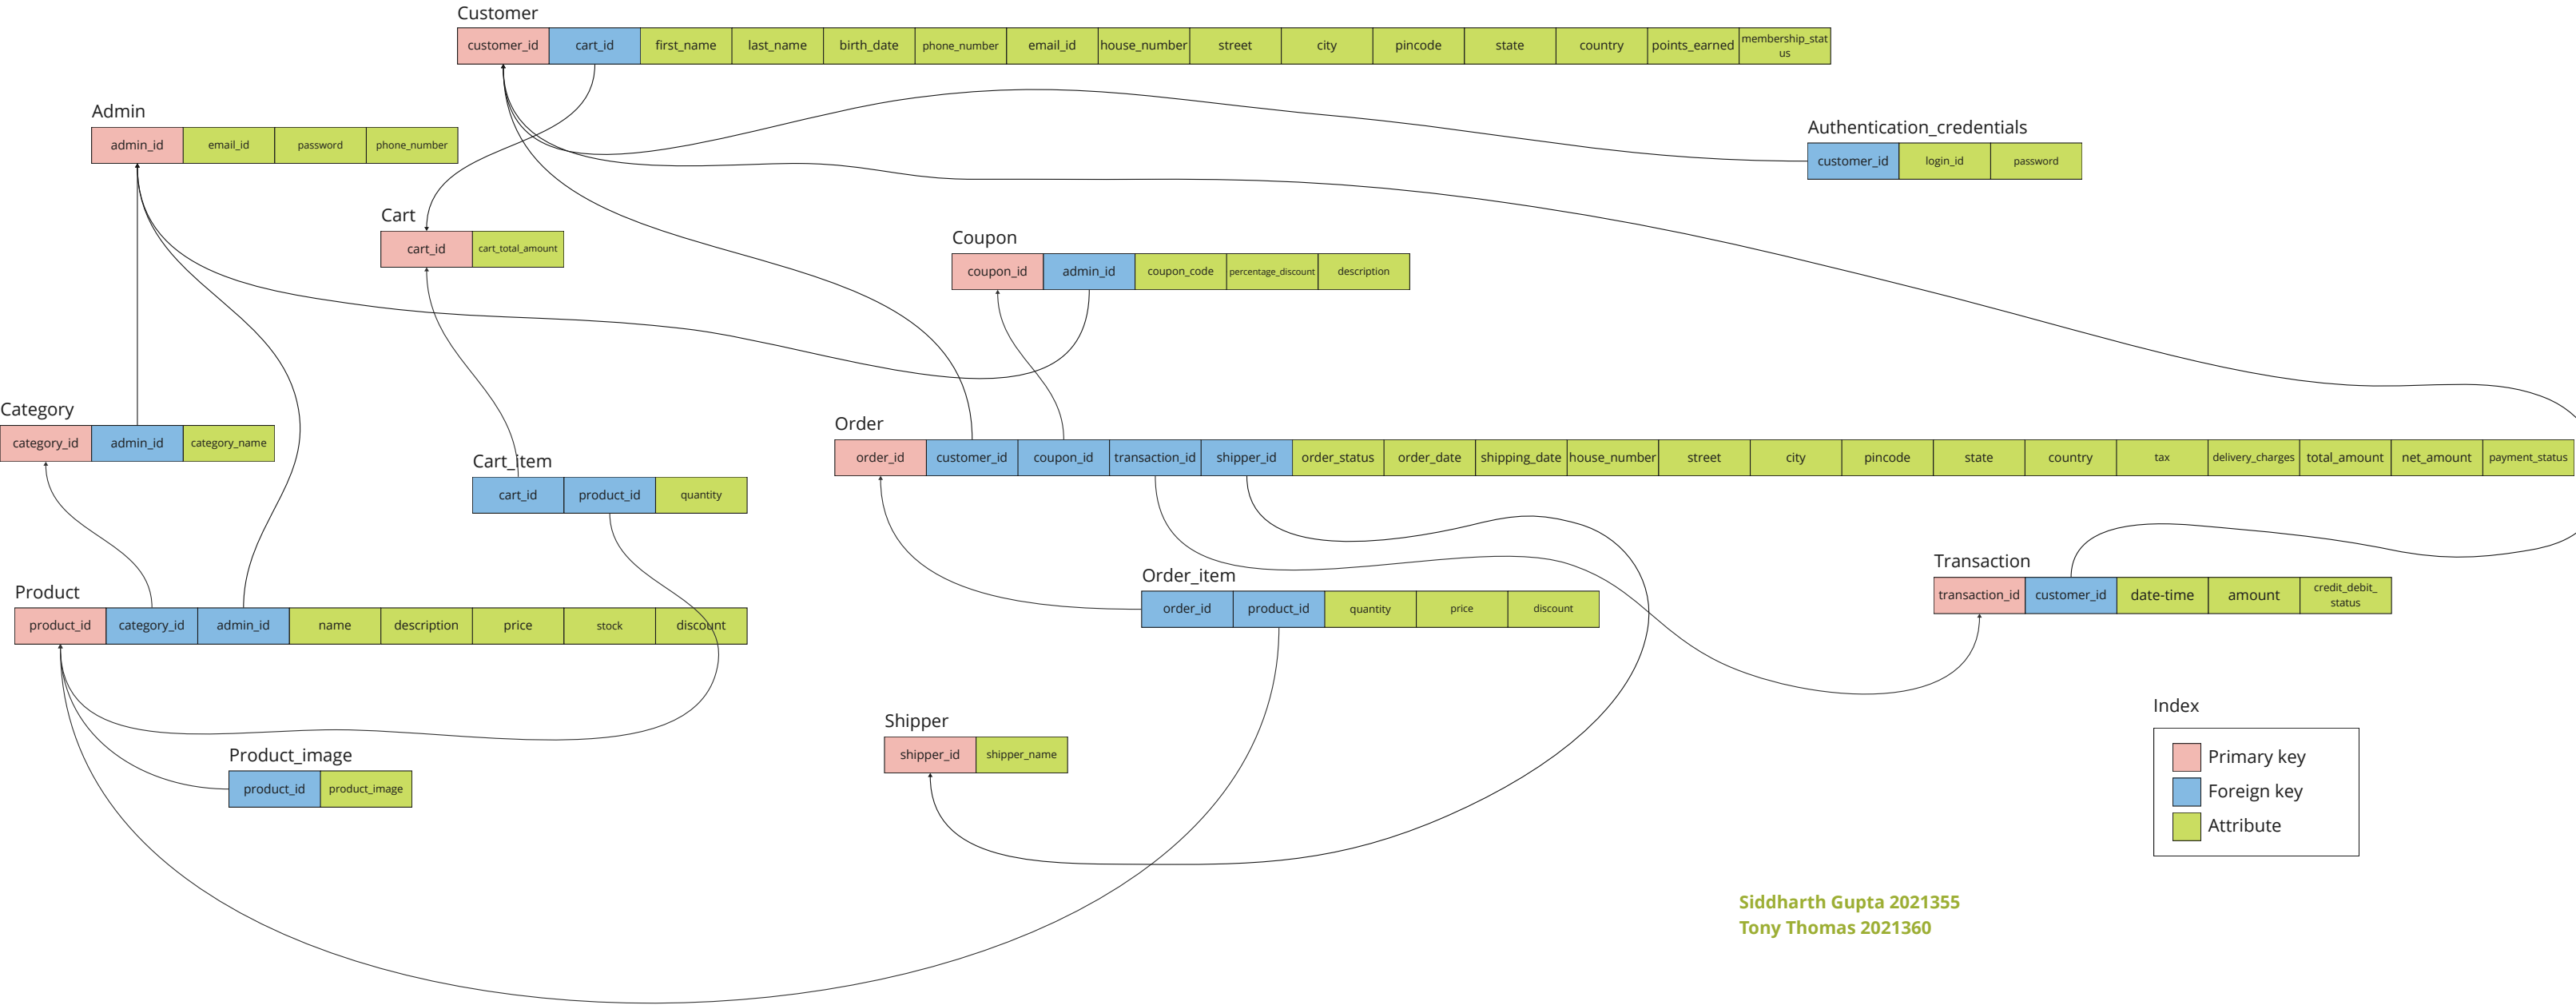 Customer
customer_id cart_id first_name last_name birth_date phone_number email_id house_number street city pincode state country points_earned membership_stat
us
Admin
admin_id email_id password phone_number
Authentication_credentials
customer_id login_id password
Cart
cart_id cart_total_amount
Coupon
coupon_id admin_id coupon_code percentage_discount description
Category
category_id admin_id category_name
Order
order_id customer_id coupon_id transaction_id shipper_id order_status order_date shipping_date house_number street city pincode state country tax delivery_charges total_amount net_amount payment_status
Cart_item
cart_id product_id quantity
Transaction
transaction_id customer_id date-time amount credit_debit_
status
Order_item
order_id product_id quantity price discount
Product
product_id category_id admin_id name description price stock discount
Shipper
shipper_id shipper_name
Product_image
product_id product_image
Index
Primary key
Foreign key
Attribute
Siddharth Gupta 2021355
Tony Thomas 2021360